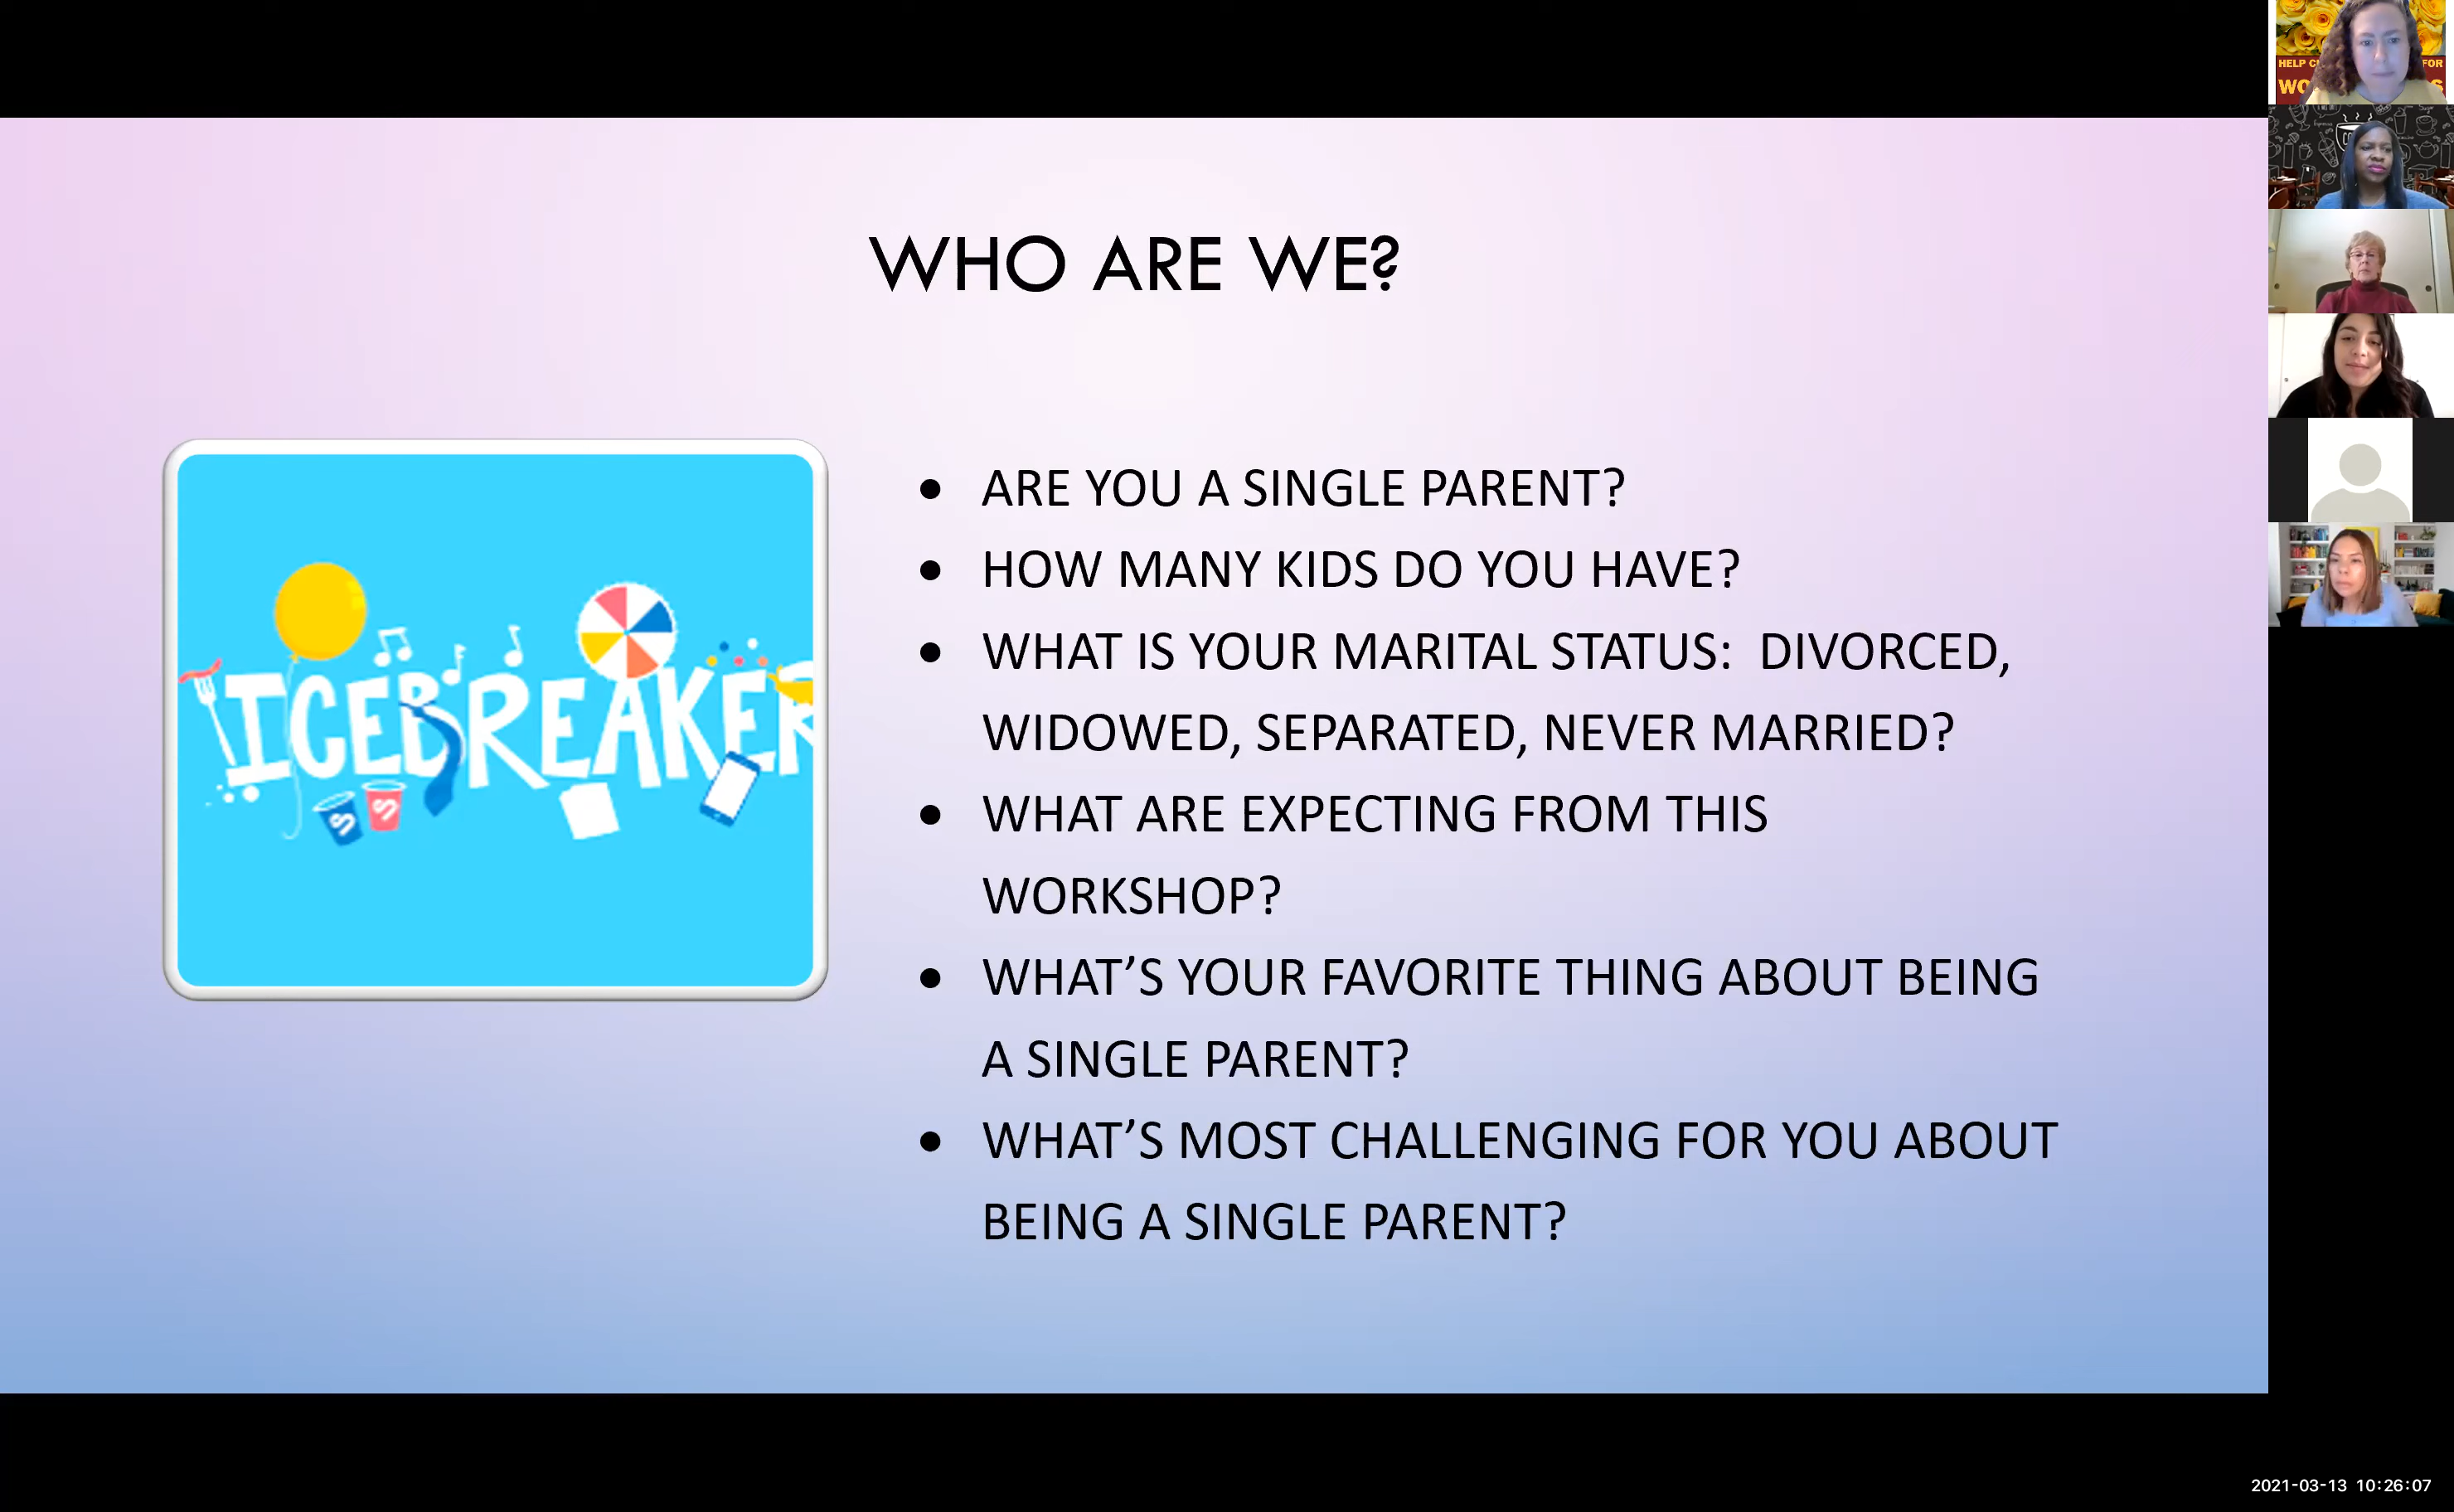 WHO ARE WE?
ICEBREAKER
• ARE YOU A SINGLE PARENT?
• HOW MANY KIDS DO YOU HAVE?
• WHAT IS YOUR MARITAL STATUS: DIVORCED,
WIDOWED, SEPARATED, NEVER MARRIED?
• WHAT ARE EXPECTING FROM THIS
WORKSHOP?
• WHAT’S YOUR FAVORITE THING ABOUT BEING
A SINGLE PARENT?
• WHAT’S MOST CHALLENGING FOR YOU ABOUT
BEING A SINGLE PARENT?
HELP
FOR
2021-03-13 10:26:07